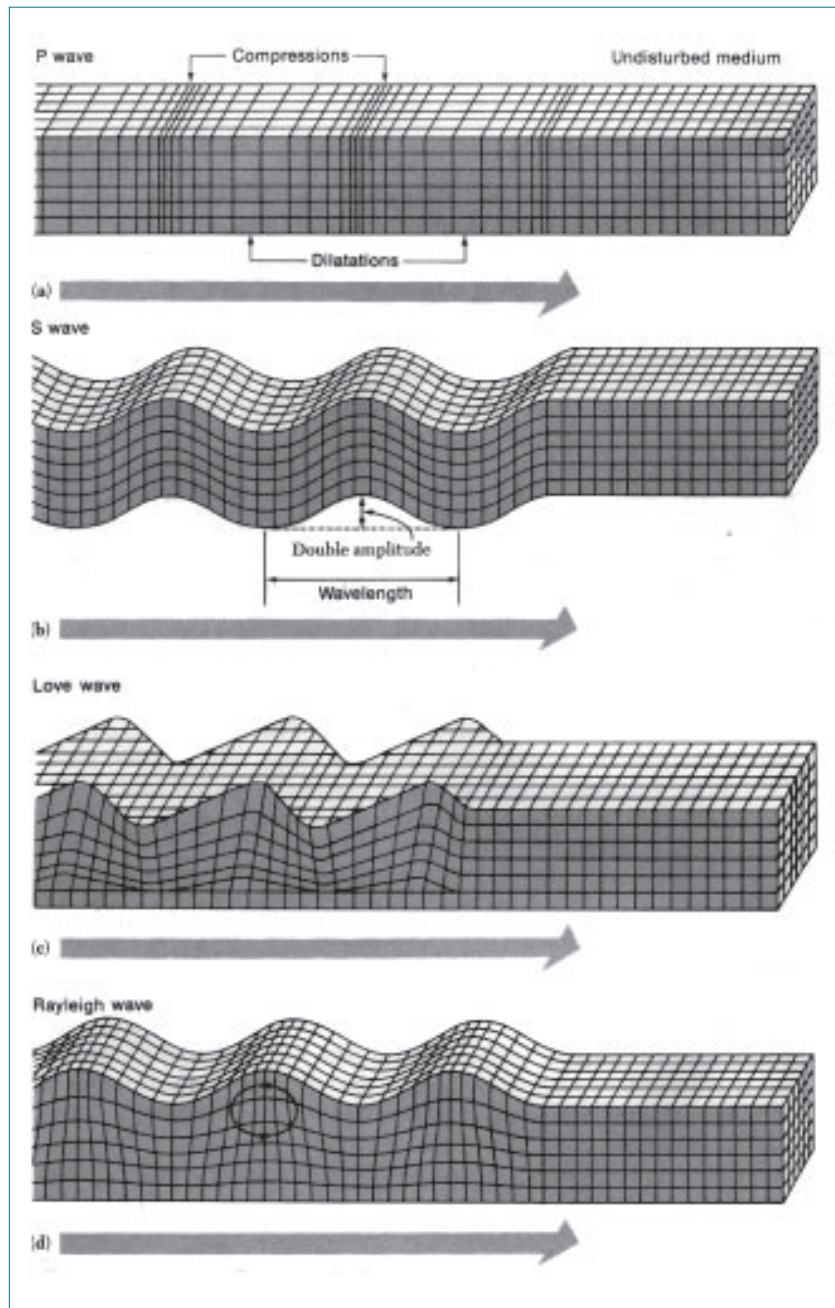 P wave Compressions Undisturbed medium
Dilatations
(a)
S wave
Double amplitude
Wavelength
(b)
Love wave
(c)
Rayleigh wave
(d)